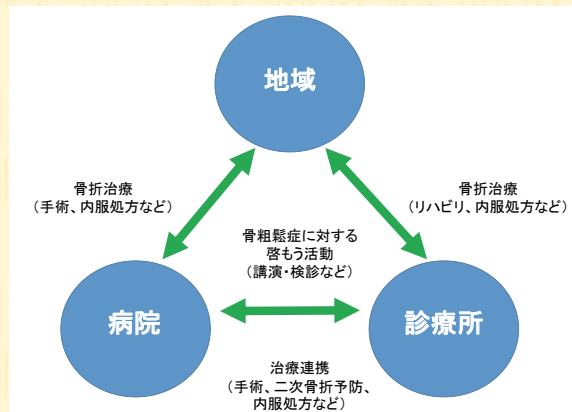 地域
骨折治療
（手術、内服処方など）
骨折治療
（リハビリ、内服処方など）
骨粗鬆症に対する
啓もう活動
（講演・検診など）
病院
診療所
治療連携
（手術、二次骨折予防、
内服処方など）